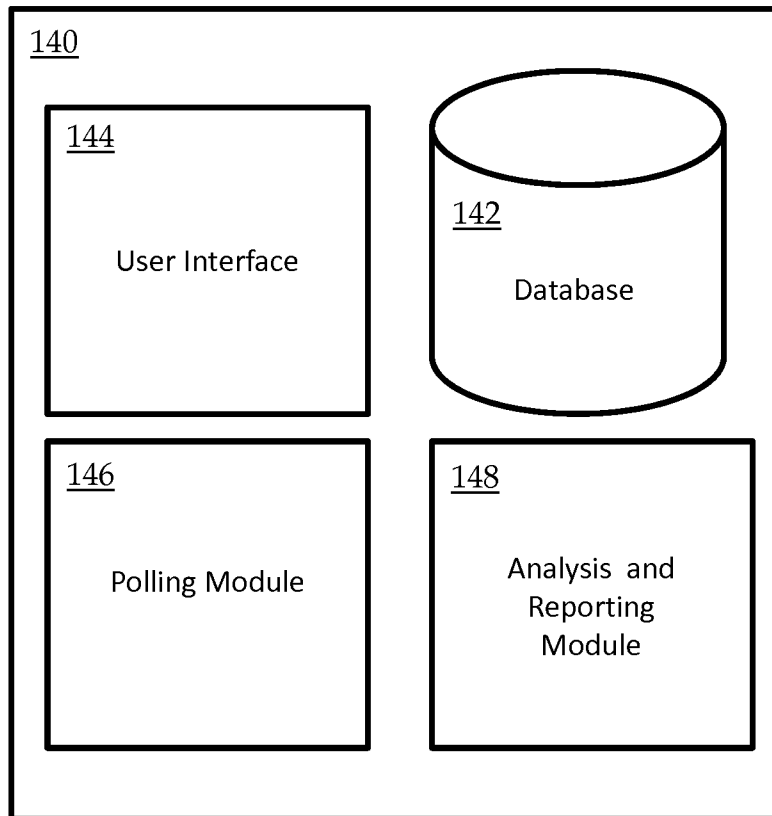 140
144
User Interface
142
Database
146
Polling Module
148
Analysis and
Reporting
Module